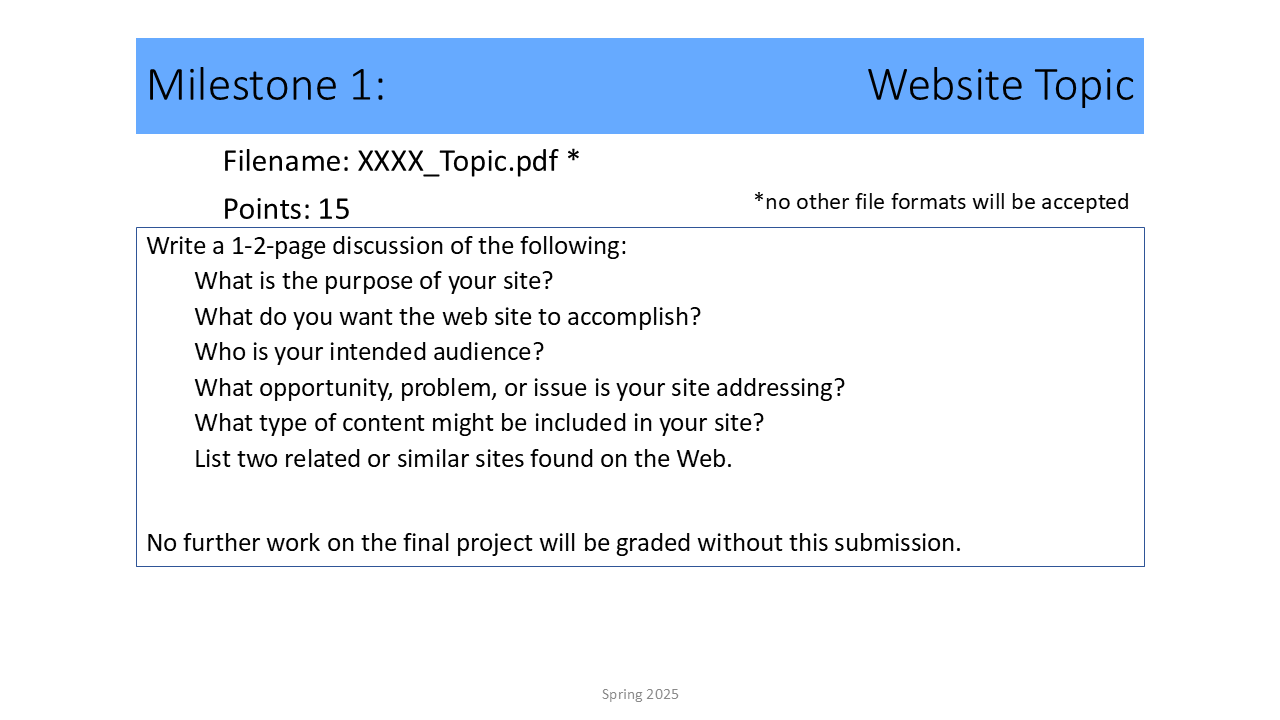 Milestone 1: Website Topic
Filename: XXXX_Topic.pdf *
Points: 15
*no other file formats will be accepted
Write a 1-2-page discussion of the following:
What is the purpose of your site?
What do you want the web site to accomplish?
Who is your intended audience?
What opportunity, problem, or issue is your site addressing?
What type of content might be included in your site?
List two related or similar sites found on the Web.
No further work on the final project will be graded without this submission.
Spring 2025